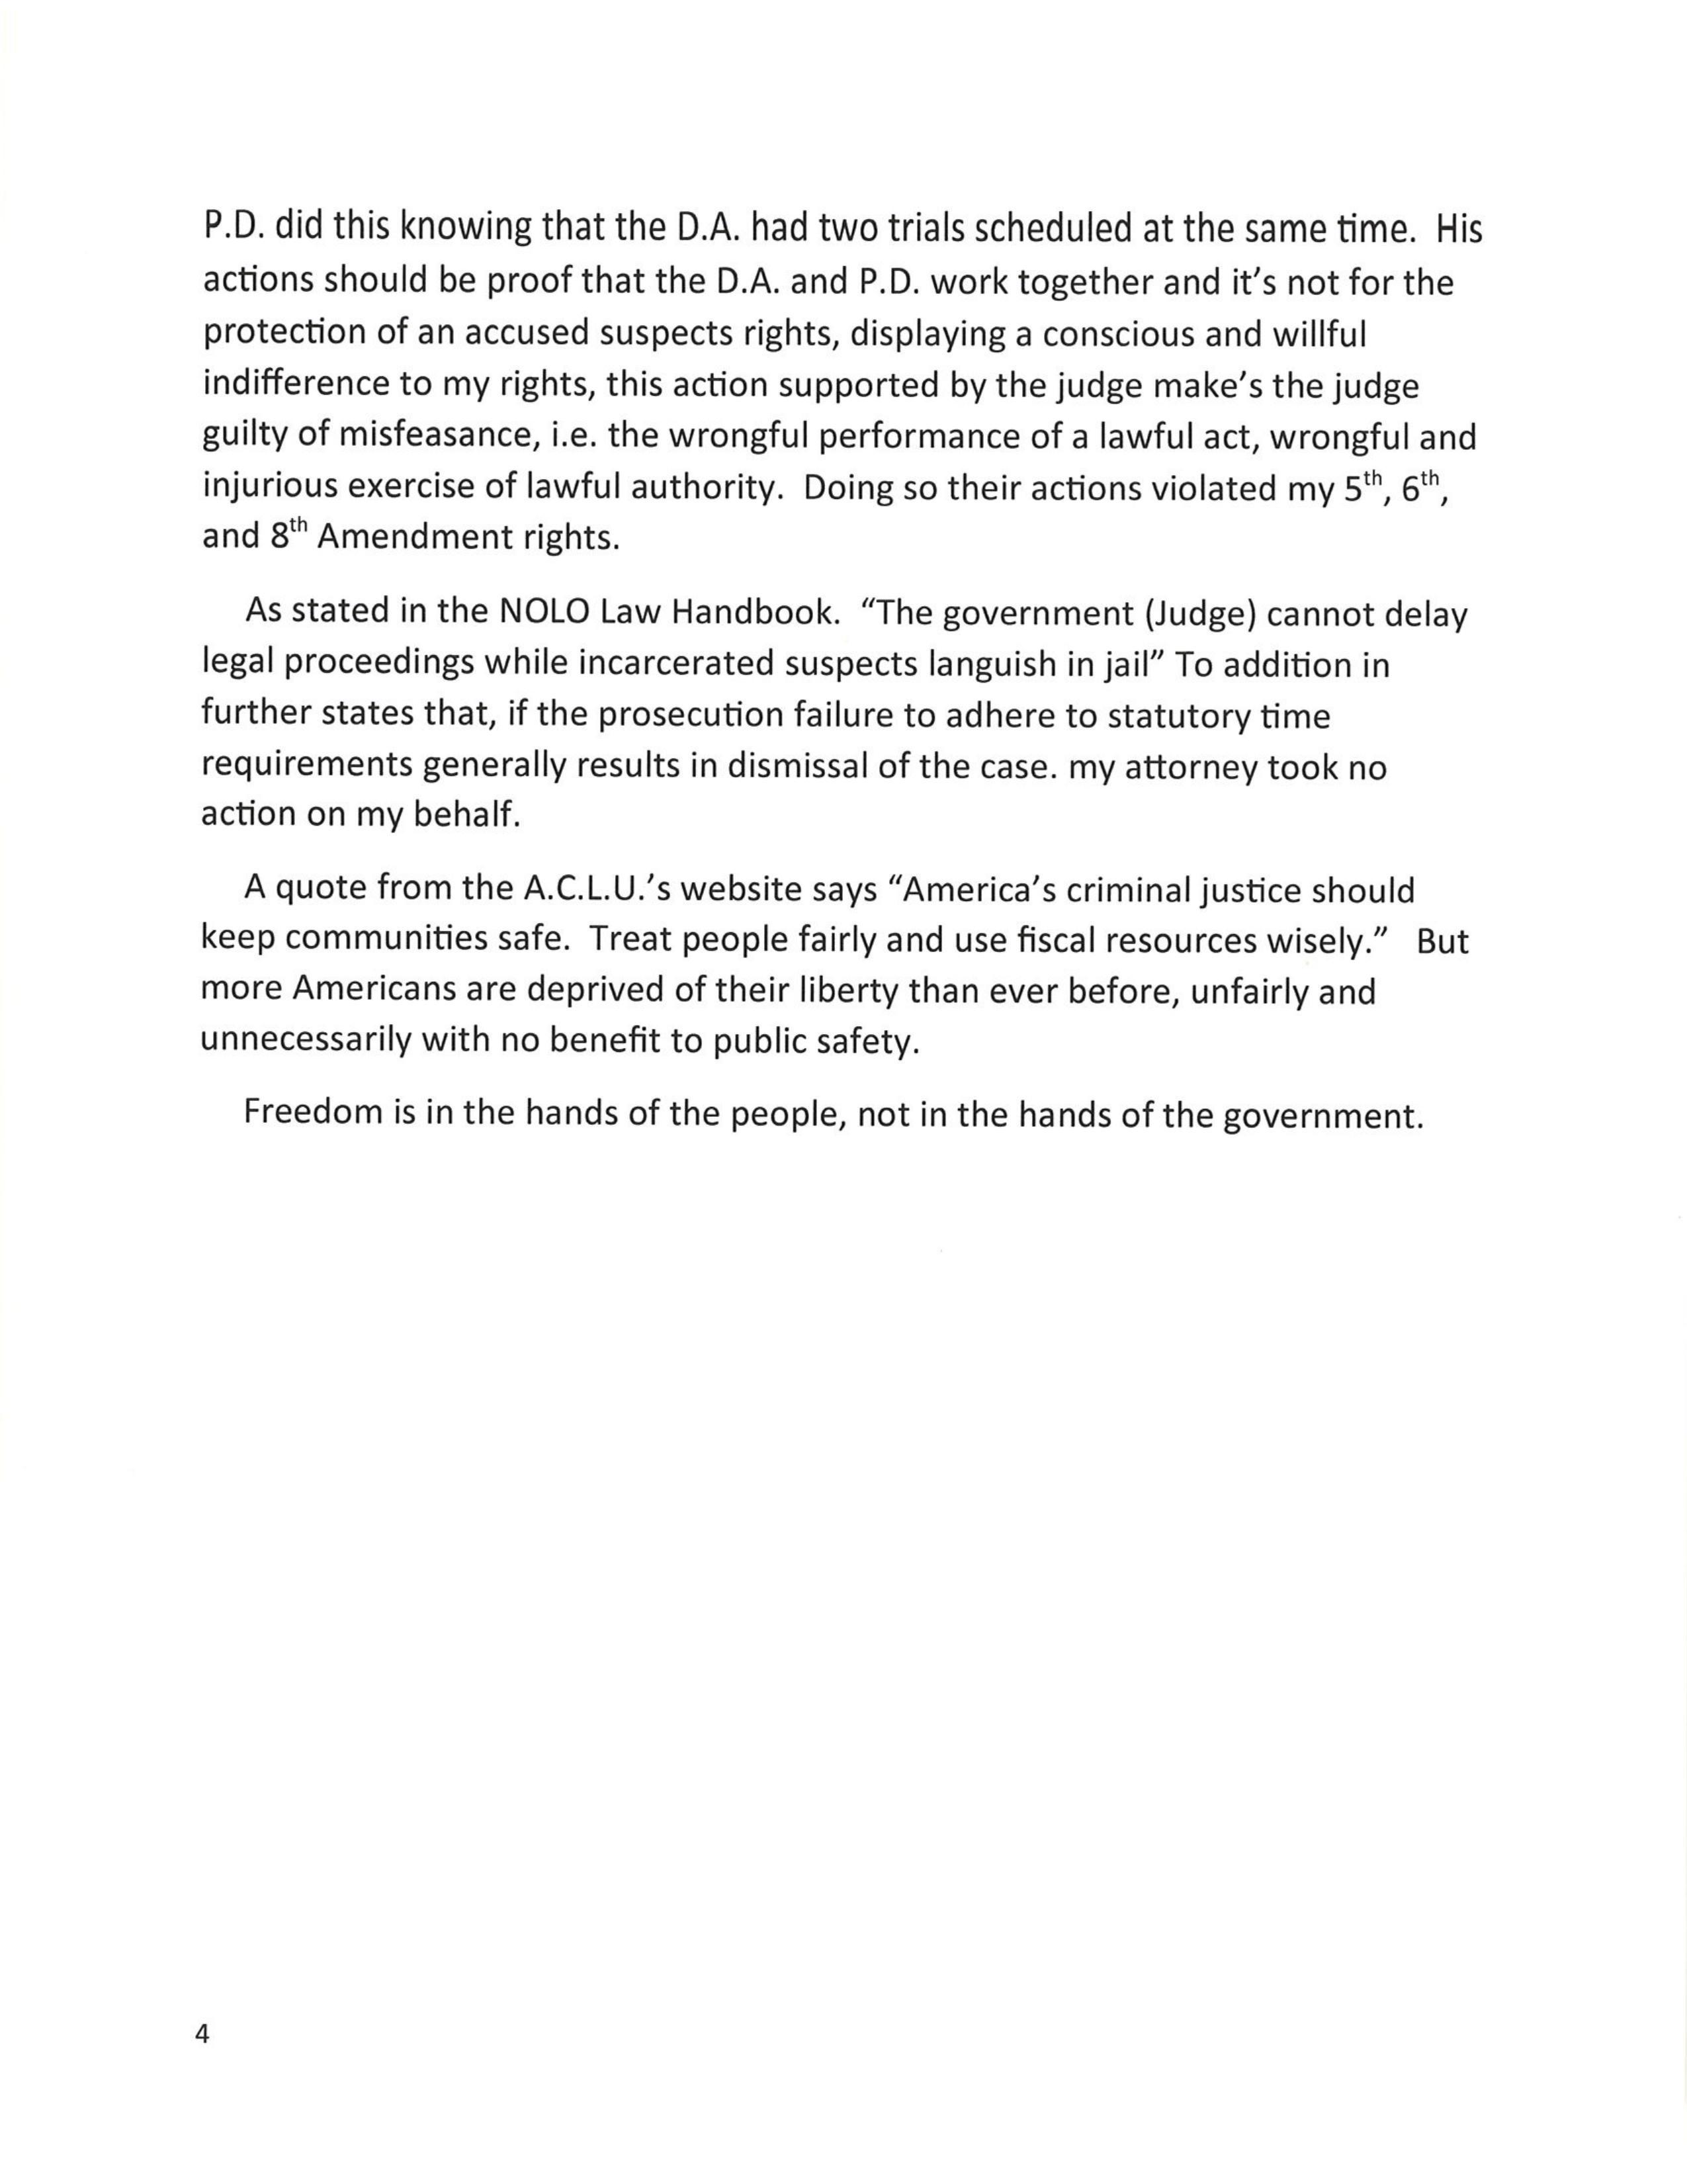 P.D. did this knowing that the D.A. had two trials scheduled at the same time.  His
actions should be proof that the D.A. and P.D. work together and it’s not for the
protection of an accused suspects rights, displaying a conscious and willful
indifference to my rights, this action supported by the judge make’s the judge
guilty of misfeasance, i.e. the wrongful performance of a lawful act, wrongful and
injurious exercise of lawful authority.  Doing so their actions violated my 5th, 6th,
and 8th Amendment rights.
As stated in the NOLO Law Handbook.  “The government (Judge) cannot delay
legal proceedings while incarcerated suspects languish in jail” To addition in
further states that, if the prosecution failure to adhere to statutory time
requirements generally results in dismissal of the case. my attorney took no
action on my behalf.
A quote from the A.C.L.U.’s website says “America’s criminal justice should
keep communities safe.  Treat people fairly and use fiscal resources wisely.”   But
more Americans are deprived of their liberty than ever before, unfairly and
unnecessarily with no benefit to public safety.
Freedom is in the hands of the people, not in the hands of the government.
4